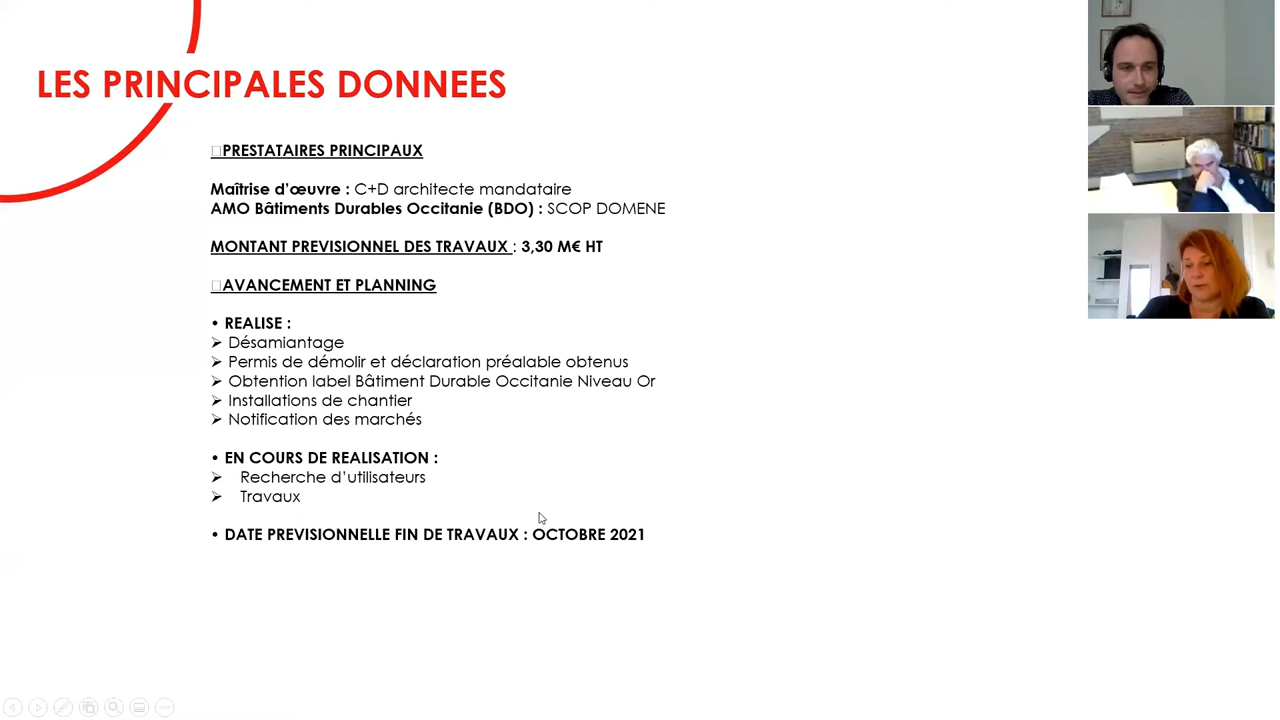 LES PRINCIPALES DONNEES
PRESTATAIRES PRINCIPAUX
Maîtrise d'œuvre : C+D architecte mandataire
AMO Bâtiments Durables Occitanie (BDO) : SCOP DOMENE
MONTANT PREVISIONNEL DES TRAVAUX : 3,30 M€ HT
AVANCEMENT ET PLANNING
• REALISE :
➢ Désamiantage
➢ Permis de démolir et déclaration préalable obtenus
➢ Obtention label Bâtiment Durable Occitanie Niveau Or
➢ Installations de chantier
➢ Notification des marchés
• EN COURS DE REALISATION :
➢ Recherche d'utilisateurs
➢ Travaux
• DATE PREVISIONNELLE FIN DE TRAVAUX : OCTOBRE 2021